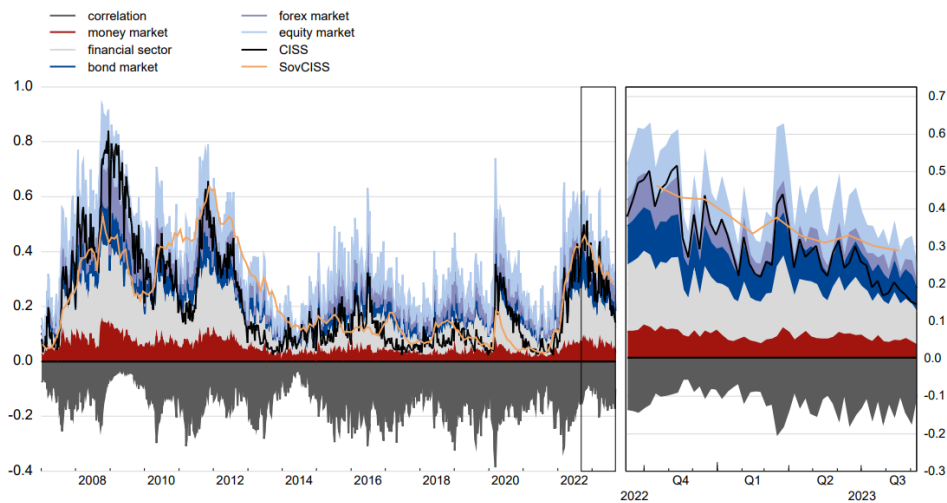 correlation
money market
financial sector
bond market
forex market
equity market
CISS
SovCISS
1.0
0.8
0.6
0.4
0.2
0.0
-0.2
-0.4
2008
2010
2012
2014
2016
2018
2020
2022
0.7
0.6
0.5
0.4
0.3
0.2
0.1
0.0
-0.1
-0.2
-0.3
Q4
Q1
Q2
Q3
2022
2023